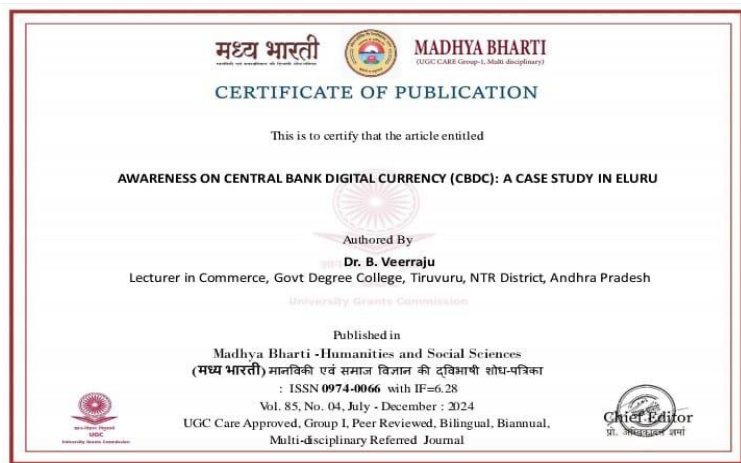 मध्य भारती
MADHYA BHARTI
(UGC CARE Group-I, Multi disciplinary)
CERTIFICATE OF PUBLICATION
This is to certify that the article entitled
AWARENESS ON CENTRAL BANK DIGITAL CURRENCY (CBDC): A CASE STUDY IN ELURU
Authored By
Dr. B. Veerraju
Lecturer in Commerce, Govt Degree College, Tiruvuru, NTR District, Andhra Pradesh
University Grants Commission
Published in
Madhya Bharti -Humanities and Social Sciences
(मध्य भारती) मानविकी एवं समाज विज्ञान की द्विभाषी शोध-पत्रिका
: ISSN 0974-0066 with IF=6.28
Vol. 85, No. 04, July - December : 2024
UGC Care Approved, Group I, Peer Reviewed, Bilingual, Biannual,
Multi-disciplinary Referred Journal
UGC
University Grants Commission
Chief Editor
प्रो. अम्बिकादत्त शर्मा